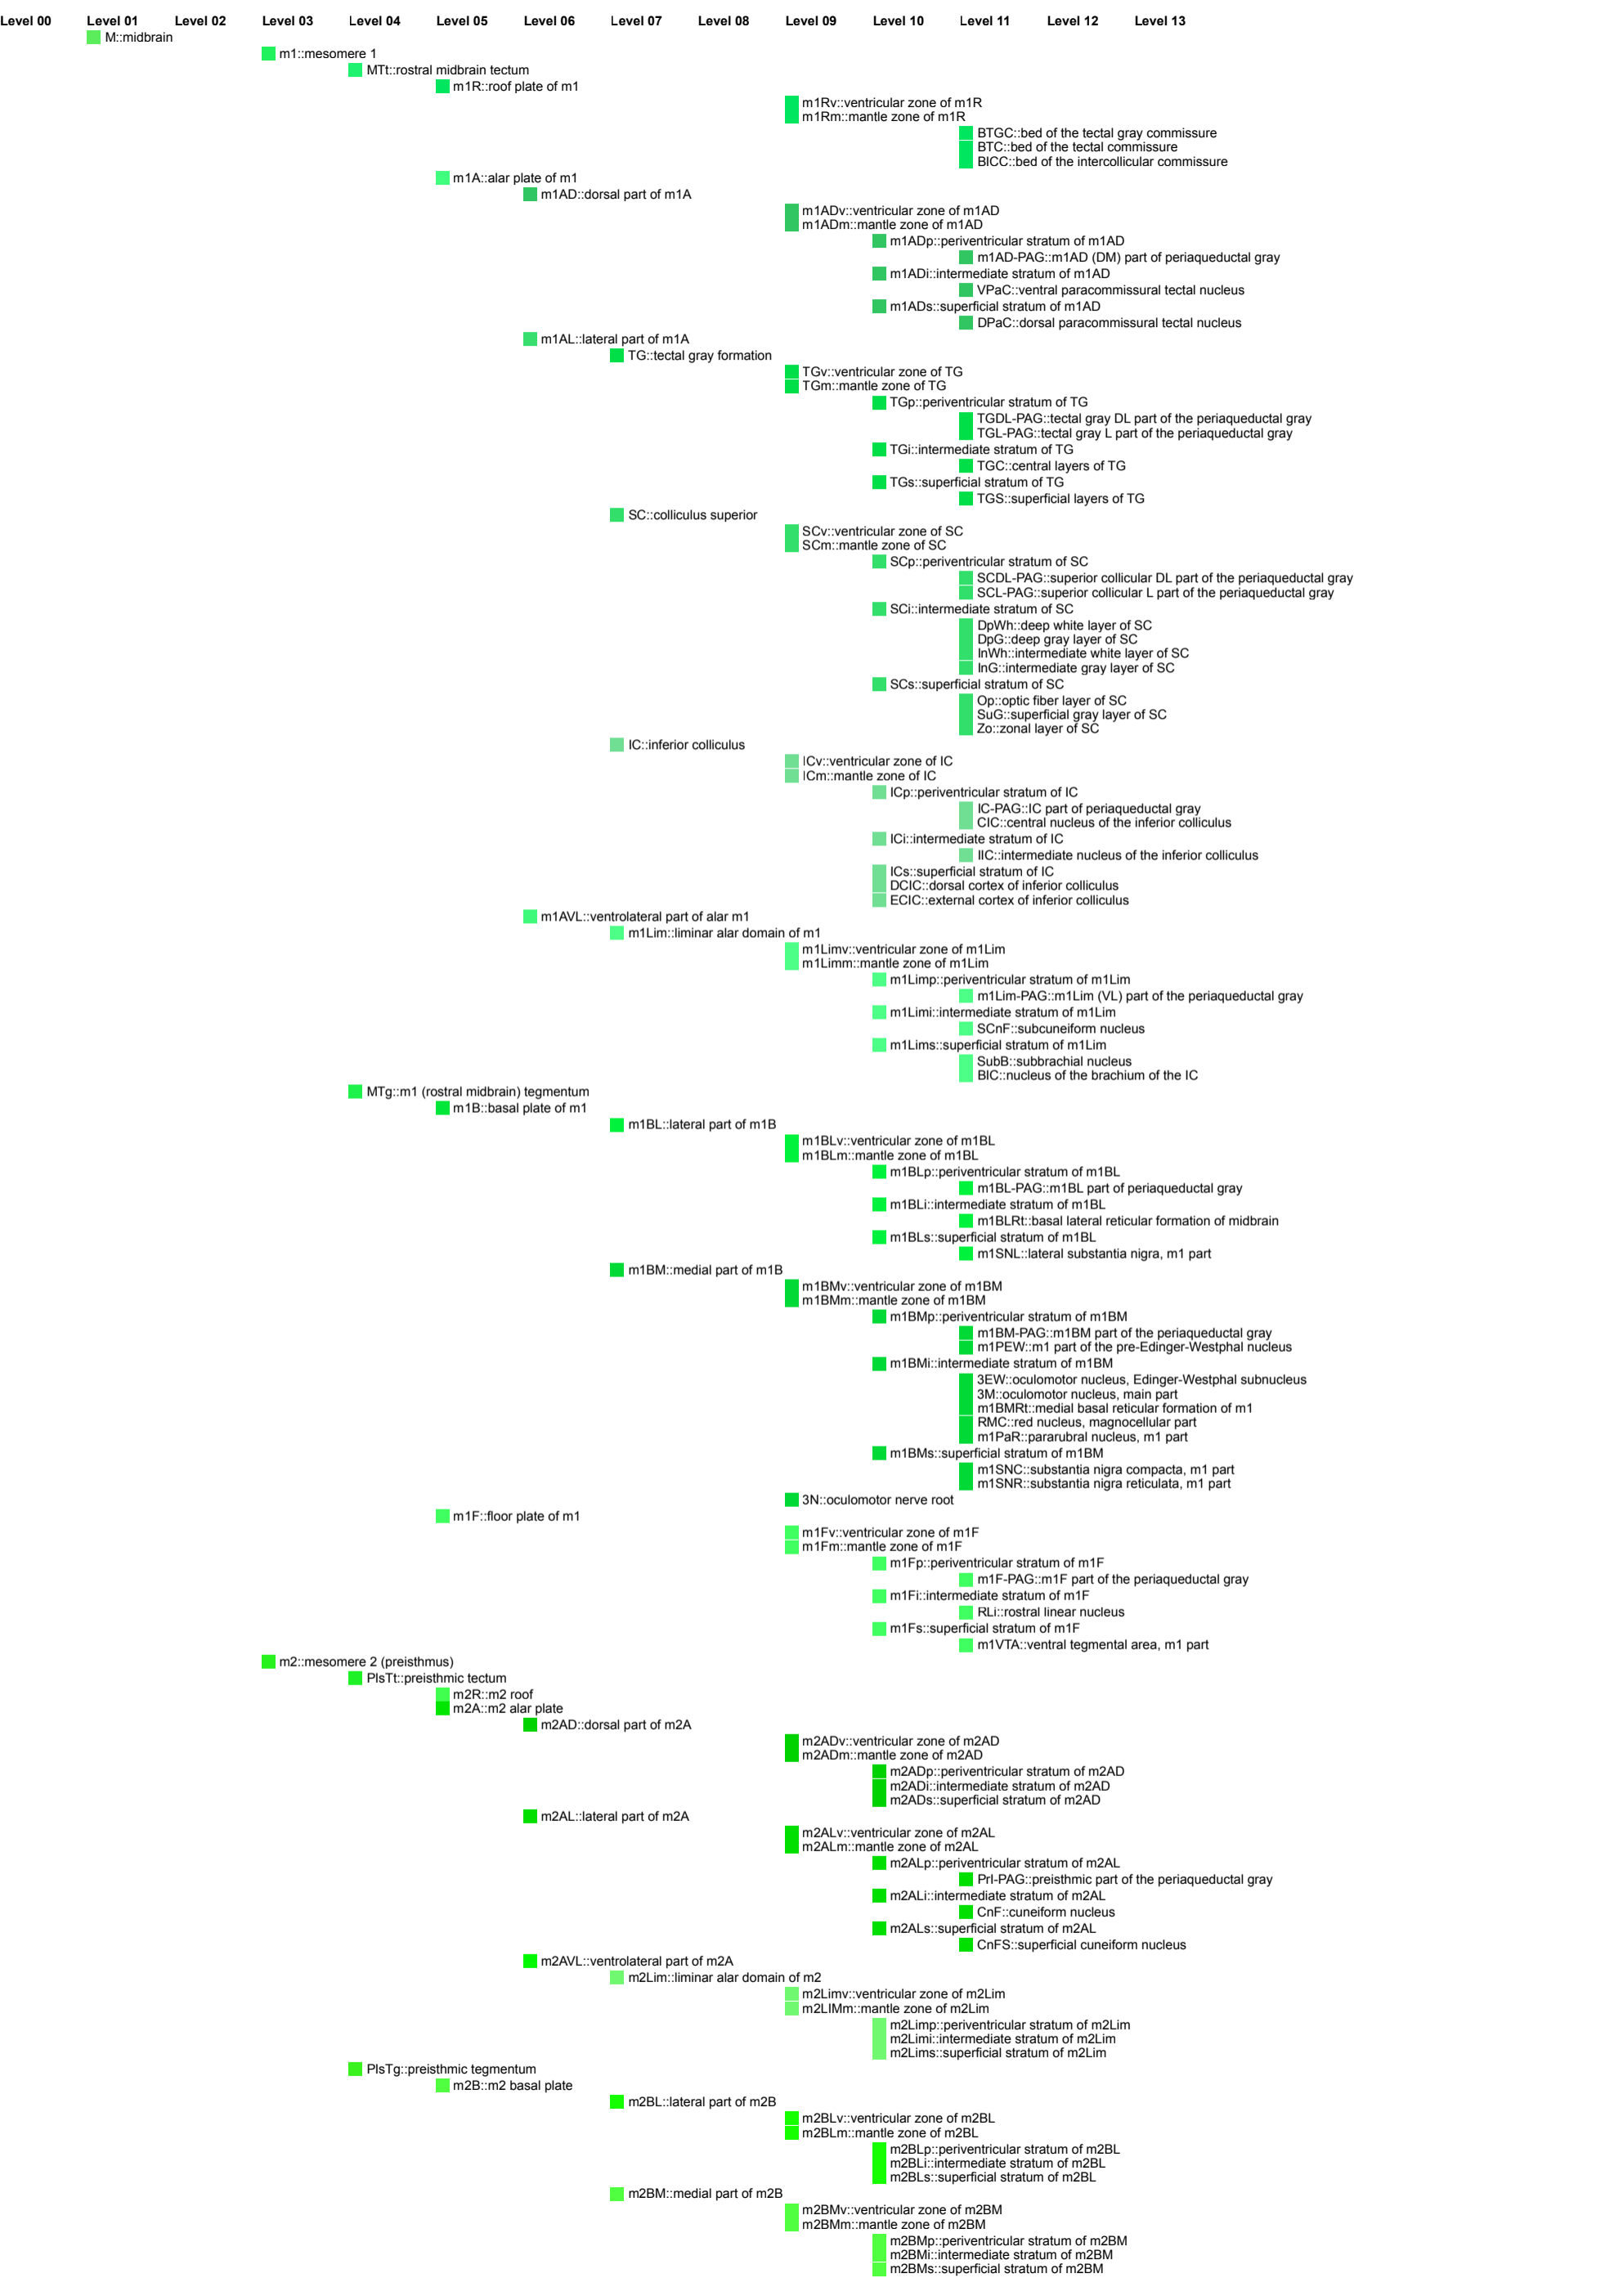 Level 00 Level 01 Level 02 Level 03 Level 04 Level 05 Level 06 Level 07 Level 08 Level 09 Level 10 Level 11 Level 12 Level 13
M::midbrain
m1::mesomere 1
MTt::rostral midbrain tectum
m1R::roof plate of m1
m1Rv::ventricular zone of m1R
m1Rm::mantle zone of m1R
BTGC::bed of the tectal gray commissure
BTC::bed of the tectal commissure
BICC::bed of the intercollicular commissure
m1A::alar plate of m1
m1AD::dorsal part of m1A
m1ADv::ventricular zone of m1AD
m1ADm::mantle zone of m1AD
m1ADp::periventricular stratum of m1AD
m1AD-PAG::m1AD (DM) part of periaqueductal gray
m1ADi::intermediate stratum of m1AD
VPaC::ventral paracommissural tectal nucleus
m1ADs::superficial stratum of m1AD
DPaC::dorsal paracommissural tectal nucleus
m1AL::lateral part of m1A
TG::tectal gray formation
TGv::ventricular zone of TG
TGm::mantle zone of TG
TGp::periventricular stratum of TG
TGDL-PAG::tectal gray DL part of the periaqueductal gray
TGL-PAG::tectal gray L part of the periaqueductal gray
TGi::intermediate stratum of TG
TGC::central layers of TG
TGs::superficial stratum of TG
TGS::superficial layers of TG
SC::colliculus superior
SCv::ventricular zone of SC
SCm::mantle zone of SC
SCp::periventricular stratum of SC
SCDL-PAG::superior collicular DL part of the periaqueductal gray
SCL-PAG::superior collicular L part of the periaqueductal gray
SCi::intermediate stratum of SC
DpWh::deep white layer of SC
DpG::deep gray layer of SC
InWh::intermediate white layer of SC
InG::intermediate gray layer of SC
SCs::superficial stratum of SC
Op::optic fiber layer of SC
SuG::superficial gray layer of SC
Zo::zonal layer of SC
IC::inferior colliculus
ICv::ventricular zone of IC
ICm::mantle zone of IC
ICp::periventricular stratum of IC
IC-PAG::IC part of periaqueductal gray
CIC::central nucleus of the inferior colliculus
ICi::intermediate stratum of IC
IIC::intermediate nucleus of the inferior colliculus
ICs::superficial stratum of IC
DCIC::dorsal cortex of inferior colliculus
ECIC::external cortex of inferior colliculus
m1AVL::ventrolateral part of alar m1
m1Lim::liminar alar domain of m1
m1Limv::ventricular zone of m1Lim
m1Limm::mantle zone of m1Lim
m1Limp::periventricular stratum of m1Lim
m1Lim-PAG::m1Lim (VL) part of the periaqueductal gray
m1Limi::intermediate stratum of m1Lim
SCnF::subcuneiform nucleus
m1Lims::superficial stratum of m1Lim
SubB::subbrachial nucleus
BIC::nucleus of the brachium of the IC
MTg::m1 (rostral midbrain) tegmentum
m1B::basal plate of m1
m1BL::lateral part of m1B
m1BLv::ventricular zone of m1BL
m1BLm::mantle zone of m1BL
m1BLp::periventricular stratum of m1BL
m1BL-PAG::m1BL part of periaqueductal gray
m1BLi::intermediate stratum of m1BL
m1BLRt::basal lateral reticular formation of midbrain
m1BLs::superficial stratum of m1BL
m1SNL::lateral substantia nigra, m1 part
m1BM::medial part of m1B
m1BMv::ventricular zone of m1BM
m1BMm::mantle zone of m1BM
m1BMp::periventricular stratum of m1BM
m1BM-PAG::m1BM part of the periaqueductal gray
m1PEW::m1 part of the pre-Edinger-Westphal nucleus
m1BMi::intermediate stratum of m1BM
3EW::oculomotor nucleus, Edinger-Westphal subnucleus
3M::oculomotor nucleus, main part
m1BMRt::medial basal reticular formation of m1
RMC::red nucleus, magnocellular part
m1PaR::pararubral nucleus, m1 part
m1BMs::superficial stratum of m1BM
m1SNC::substantia nigra compacta, m1 part
m1SNR::substantia nigra reticulata, m1 part
3N::oculomotor nerve root
m1F::floor plate of m1
m1Fv::ventricular zone of m1F
m1Fm::mantle zone of m1F
m1Fp::periventricular stratum of m1F
m1F-PAG::m1F part of the periaqueductal gray
m1Fi::intermediate stratum of m1F
RLi::rostral linear nucleus
m1Fs::superficial stratum of m1F
m1VTA::ventral tegmental area, m1 part
m2::mesomere 2 (preisthmus)
PIsTt::preisthmic tectum
m2R::m2 roof
m2A::m2 alar plate
m2AD::dorsal part of m2A
m2ADv::ventricular zone of m2AD
m2ADm::mantle zone of m2AD
m2ADp::periventricular stratum of m2AD
m2ADi::intermediate stratum of m2AD
m2ADs::superficial stratum of m2AD
m2AL::lateral part of m2A
m2ALv::ventricular zone of m2AL
m2ALm::mantle zone of m2AL
m2ALp::periventricular stratum of m2AL
PrI-PAG::preisthmic part of the periaqueductal gray
m2ALi::intermediate stratum of m2AL
CnF::cuneiform nucleus
m2ALs::superficial stratum of m2AL
CnFS::superficial cuneiform nucleus
m2AVL::ventrolateral part of m2A
m2Lim::liminar alar domain of m2
m2Limv::ventricular zone of m2Lim
m2LIMm::mantle zone of m2Lim
m2Limp::periventricular stratum of m2Lim
m2Limi::intermediate stratum of m2Lim
m2Lims::superficial stratum of m2Lim
PIsTg::preisthmic tegmentum
m2B::m2 basal plate
m2BL::lateral part of m2B
m2BLv::ventricular zone of m2BL
m2BLm::mantle zone of m2BL
m2BLp::periventricular stratum of m2BL
m2BLi::intermediate stratum of m2BL
m2BLs::superficial stratum of m2BL
m2BM::medial part of m2B
m2BMv::ventricular zone of m2BM
m2BMm::mantle zone of m2BM
m2BMp::periventricular stratum of m2BM
m2BMi::intermediate stratum of m2BM
m2BMs::superficial stratum of m2BM